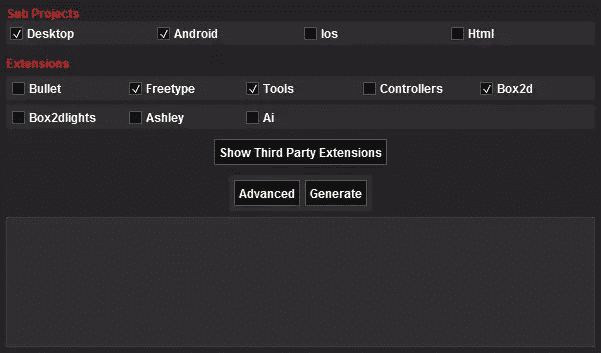 Sub Projects
Desktop Android Ios Html
Extensions
Bullet Freetype Tools Controllers Box2d
Box2dlights Ashley Ai
Show Third Party Extensions
Advanced Generate